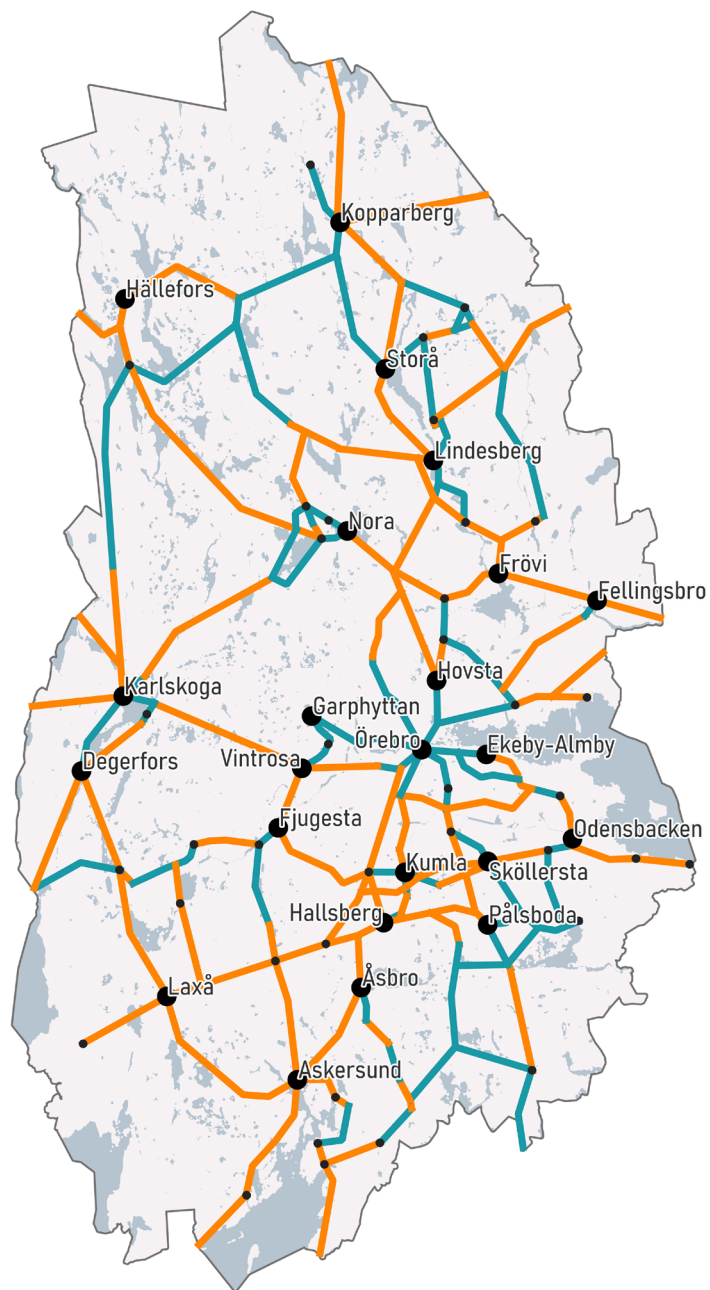 Kopparberg
Hällefors
Storå
Lindesberg
Nora
Frövi
Fellingsbro
Hovsta
Karlskoga
Garphyttan
Örebro
Ekeby-Almby
Degerfors
Vintrosa
Fjugesta
Odensbacken
Kumla
Sköllersta
Hallsberg
Pålsboda
Laxå
Åsbro
Askersund